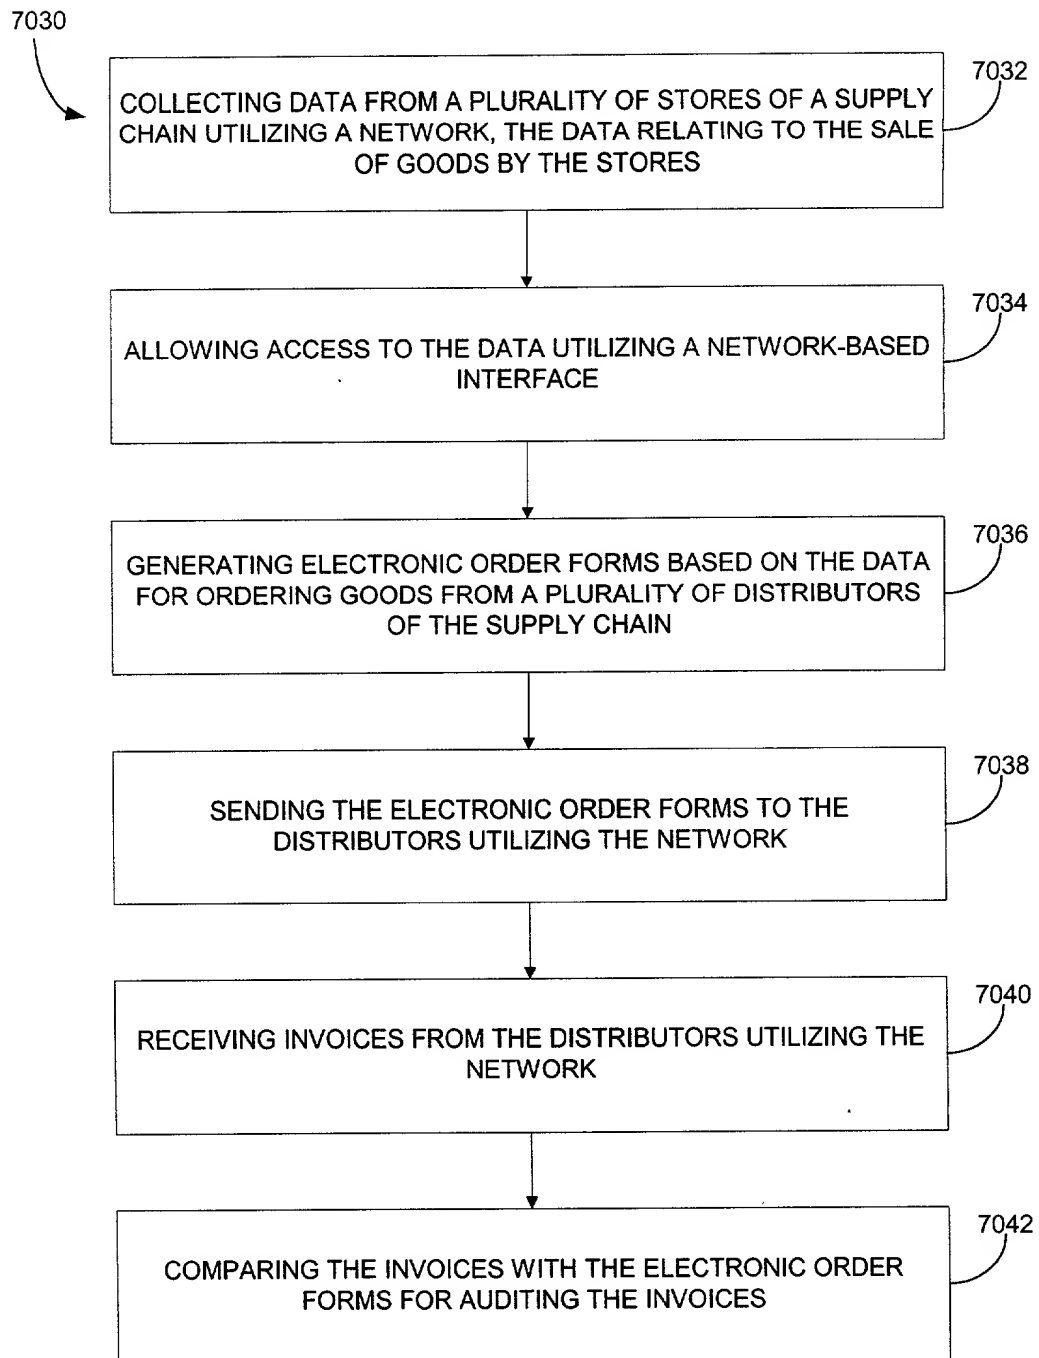 7030
7032
COLLECTING DATA FROM A PLURALITY OF STORES OF A SUPPLY
CHAIN UTILIZING A NETWORK, THE DATA RELATING TO THE SALE
OF GOODS BY THE STORES
7034
ALLOWING ACCESS TO THE DATA UTILIZING A NETWORK-BASED
INTERFACE
7036
GENERATING ELECTRONIC ORDER FORMS BASED ON THE DATA
FOR ORDERING GOODS FROM A PLURALITY OF DISTRIBUTORS
OF THE SUPPLY CHAIN
7038
SENDING THE ELECTRONIC ORDER FORMS TO THE
DISTRIBUTORS UTILIZING THE NETWORK
7040
RECEIVING INVOICES FROM THE DISTRIBUTORS UTILIZING THE
NETWORK
7042
COMPARING THE INVOICES WITH THE ELECTRONIC ORDER
FORMS FOR AUDITING THE INVOICES